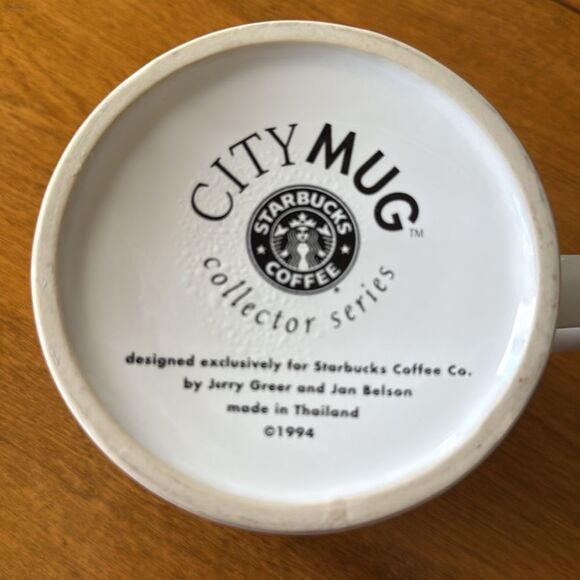 CITY MUG™
STARBUCKS
COFFEE
collector series
designed exclusively for Starbucks Coffee Co.
by Jerry Greer and Jan Belson
made in Thailand
©1994